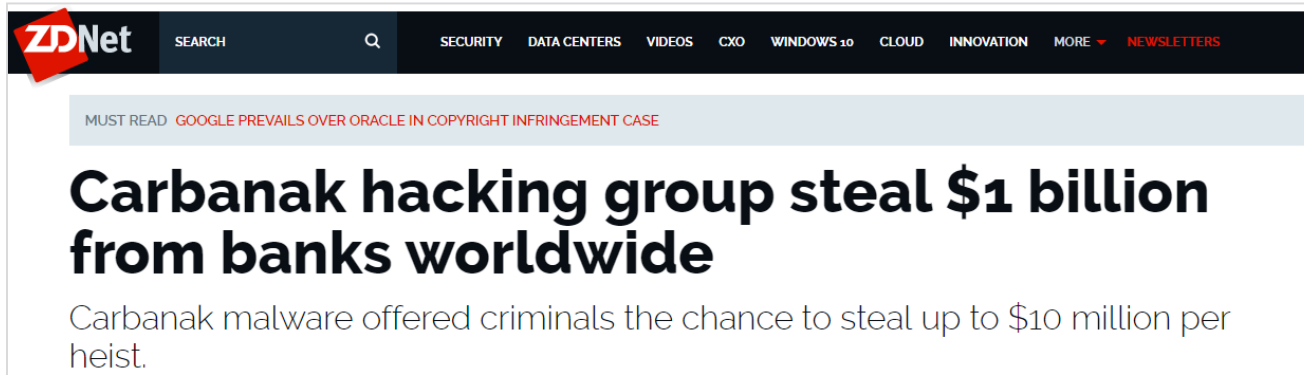 ZDNet SEARCH SECURITY DATA CENTERS VIDEOS CXO WINDOWS 10 CLOUD INNOVATION MORE NEWSLETTERS
MUST READ GOOGLE PREVAILS OVER ORACLE IN COPYRIGHT INFRINGEMENT CASE
Carbanak hacking group steal $1 billion
from banks worldwide
Carbanak malware offered criminals the chance to steal up to $10 million per
heist.